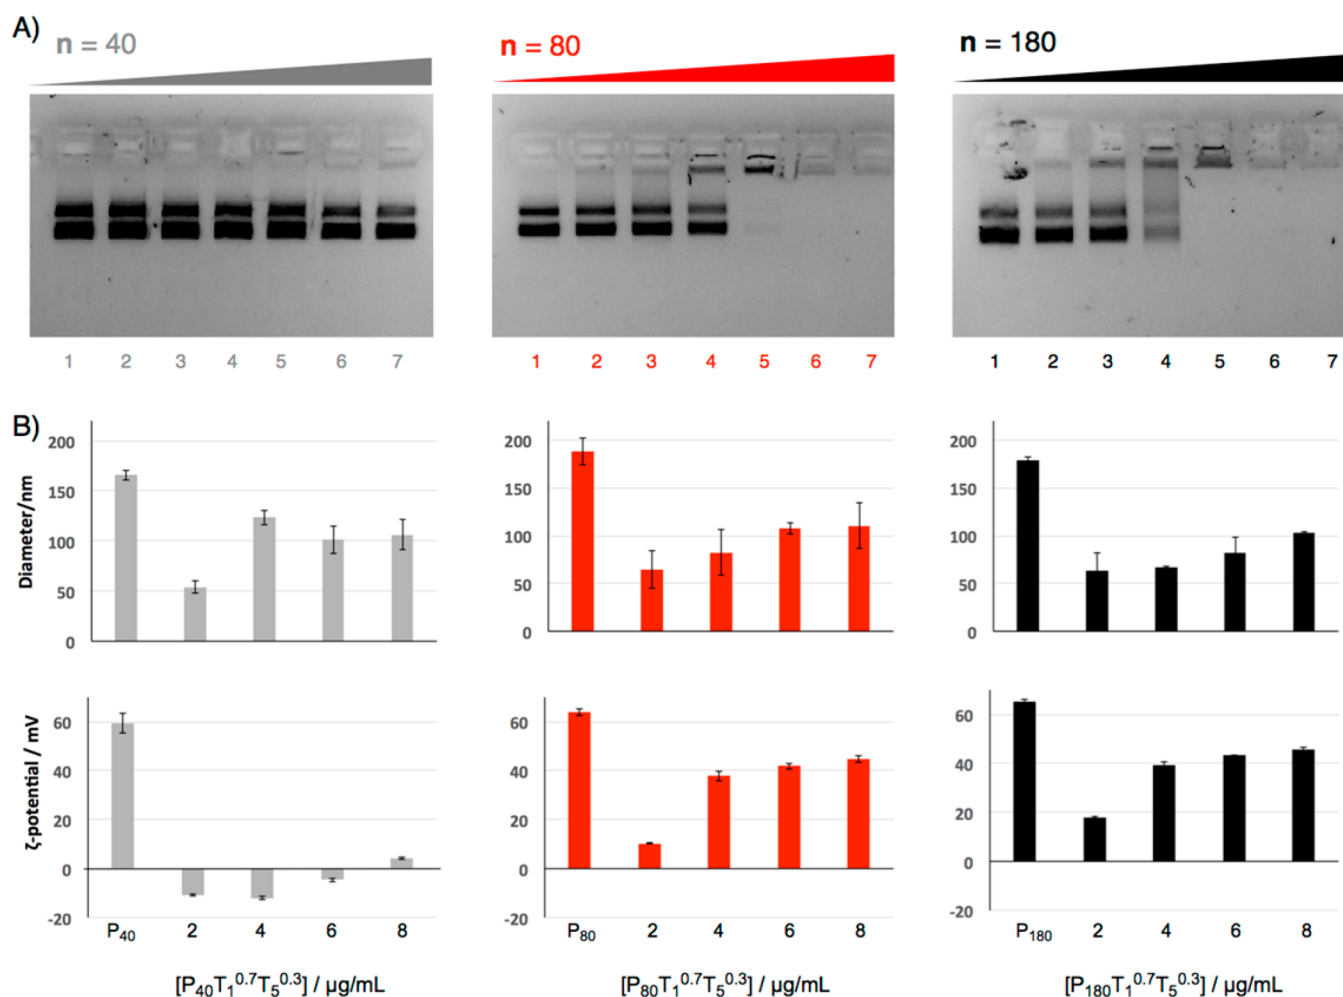 A)
n = 40
n = 80
n = 180
1 2 3 4 5 6 7
1 2 3 4 5 6 7
1 2 3 4 5 6 7
B)
Diameter/nm
200
150
100
50
0
200
150
100
50
0
200
150
100
50
0
ζ-potential / mV
60
40
20
0
-20
60
40
20
0
-20
60
40
20
0
-20
P₄₀ 2 4 6 8
P₈₀ 2 4 6 8
P₁₈₀ 2 4 6 8
[P₄₀T₁⁰·⁷T₅⁰·³] / µg/mL
[P₈₀T₁⁰·⁷T₅⁰·³] / µg/mL
[P₁₈₀T₁⁰·⁷T₅⁰·³] / µg/mL